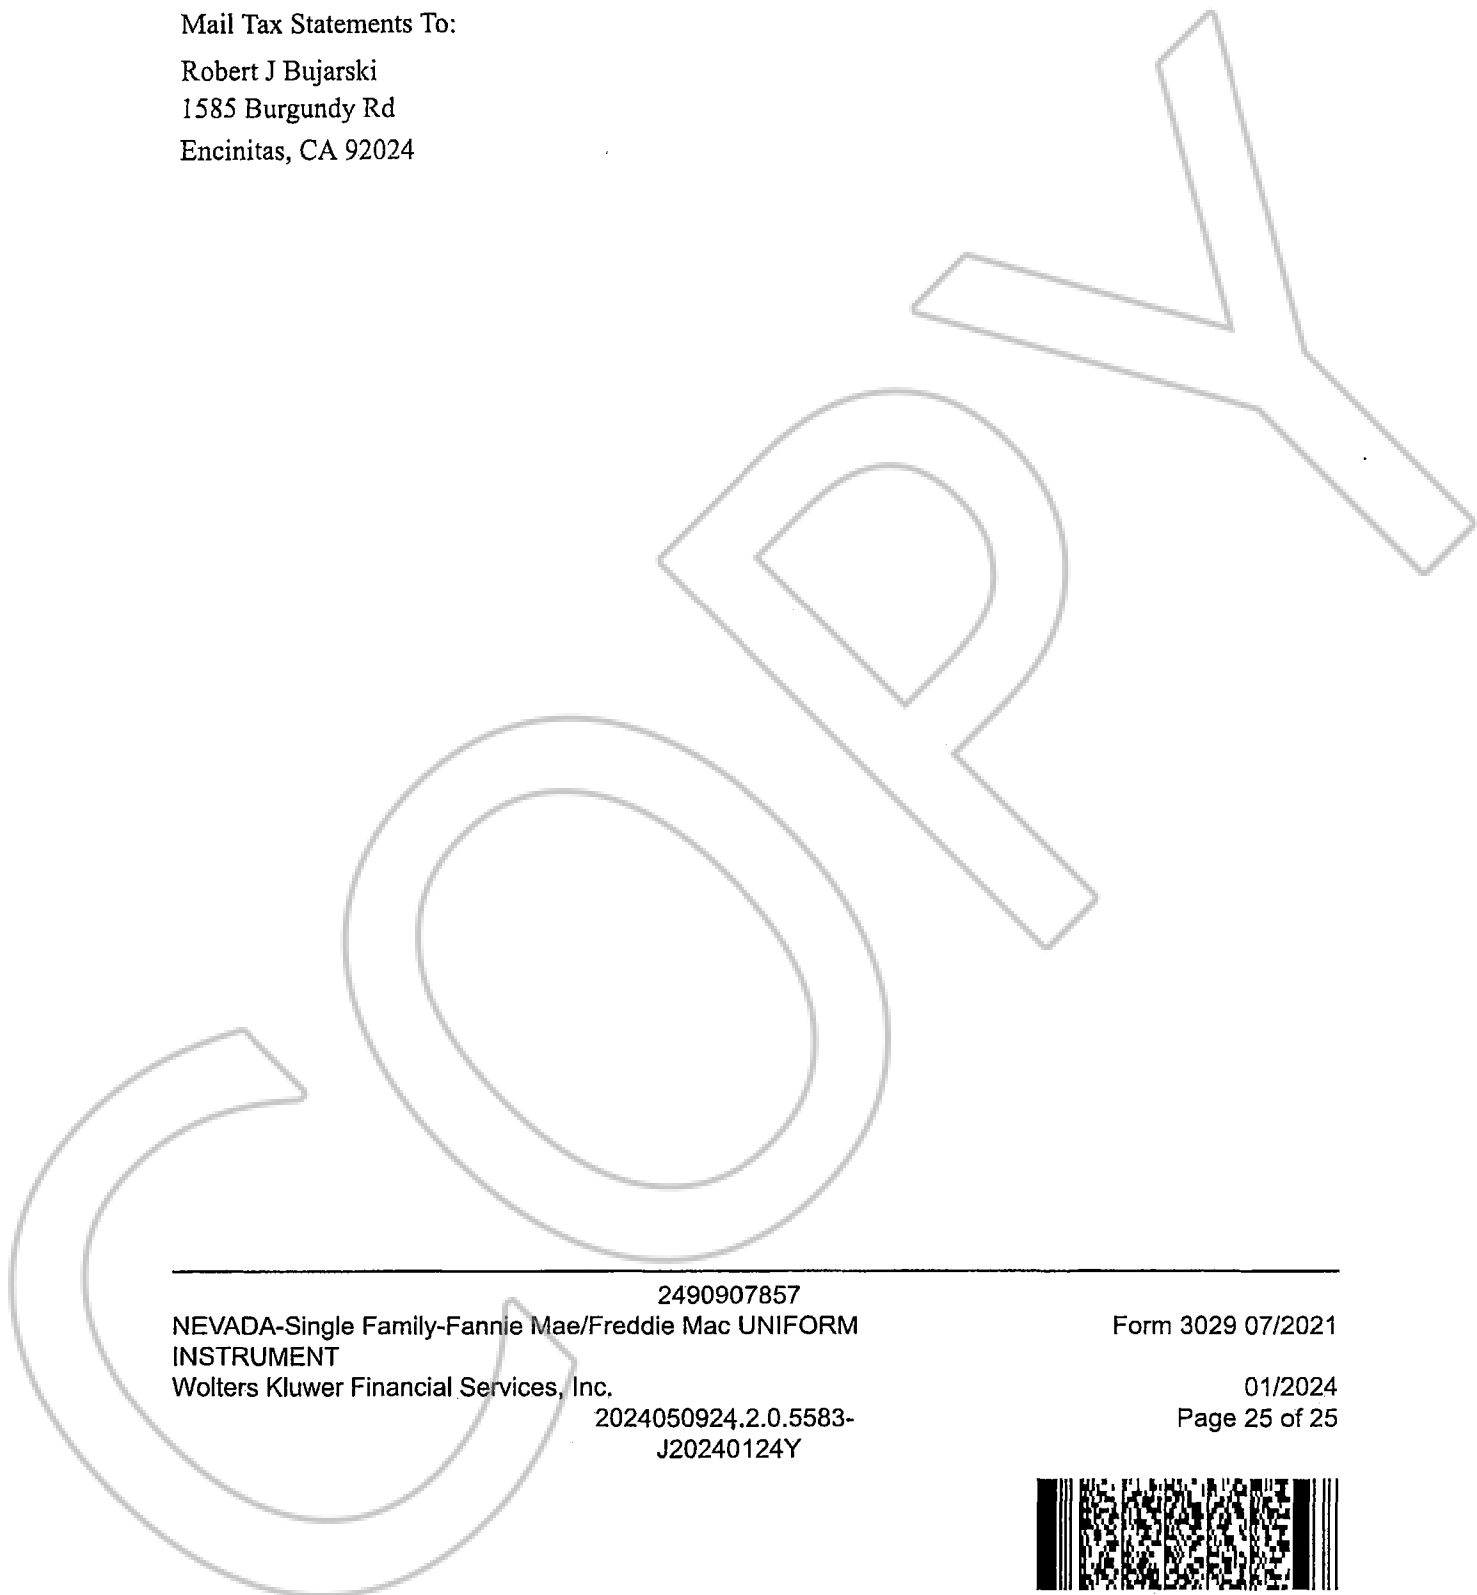 Mail Tax Statements To:
Robert J Bujarski
1585 Burgundy Rd
Encinitas, CA 92024
COPY
2490907857
NEVADA-Single Family-Fannie Mae/Freddie Mac UNIFORM INSTRUMENT
Form 3029 07/2021
Wolters Kluwer Financial Services, Inc.
01/2024
2024050924.2.0.5583-
J20240124Y
Page 25 of 25